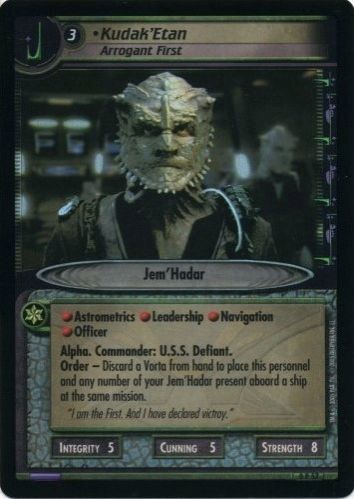 3 • Kudak'Etan
Arrogant First
Jem'Hadar
Astrometrics Leadership Navigation
Officer
Alpha. Commander: U.S.S. Defiant.
Order – Discard a Vorta from hand to place this
personnel and any number of your Jem'Hadar present aboard a
ship at the same mission.
"I am the First. And I have declared victory."
INTEGRITY 5 CUNNING 5 STRENGTH 8